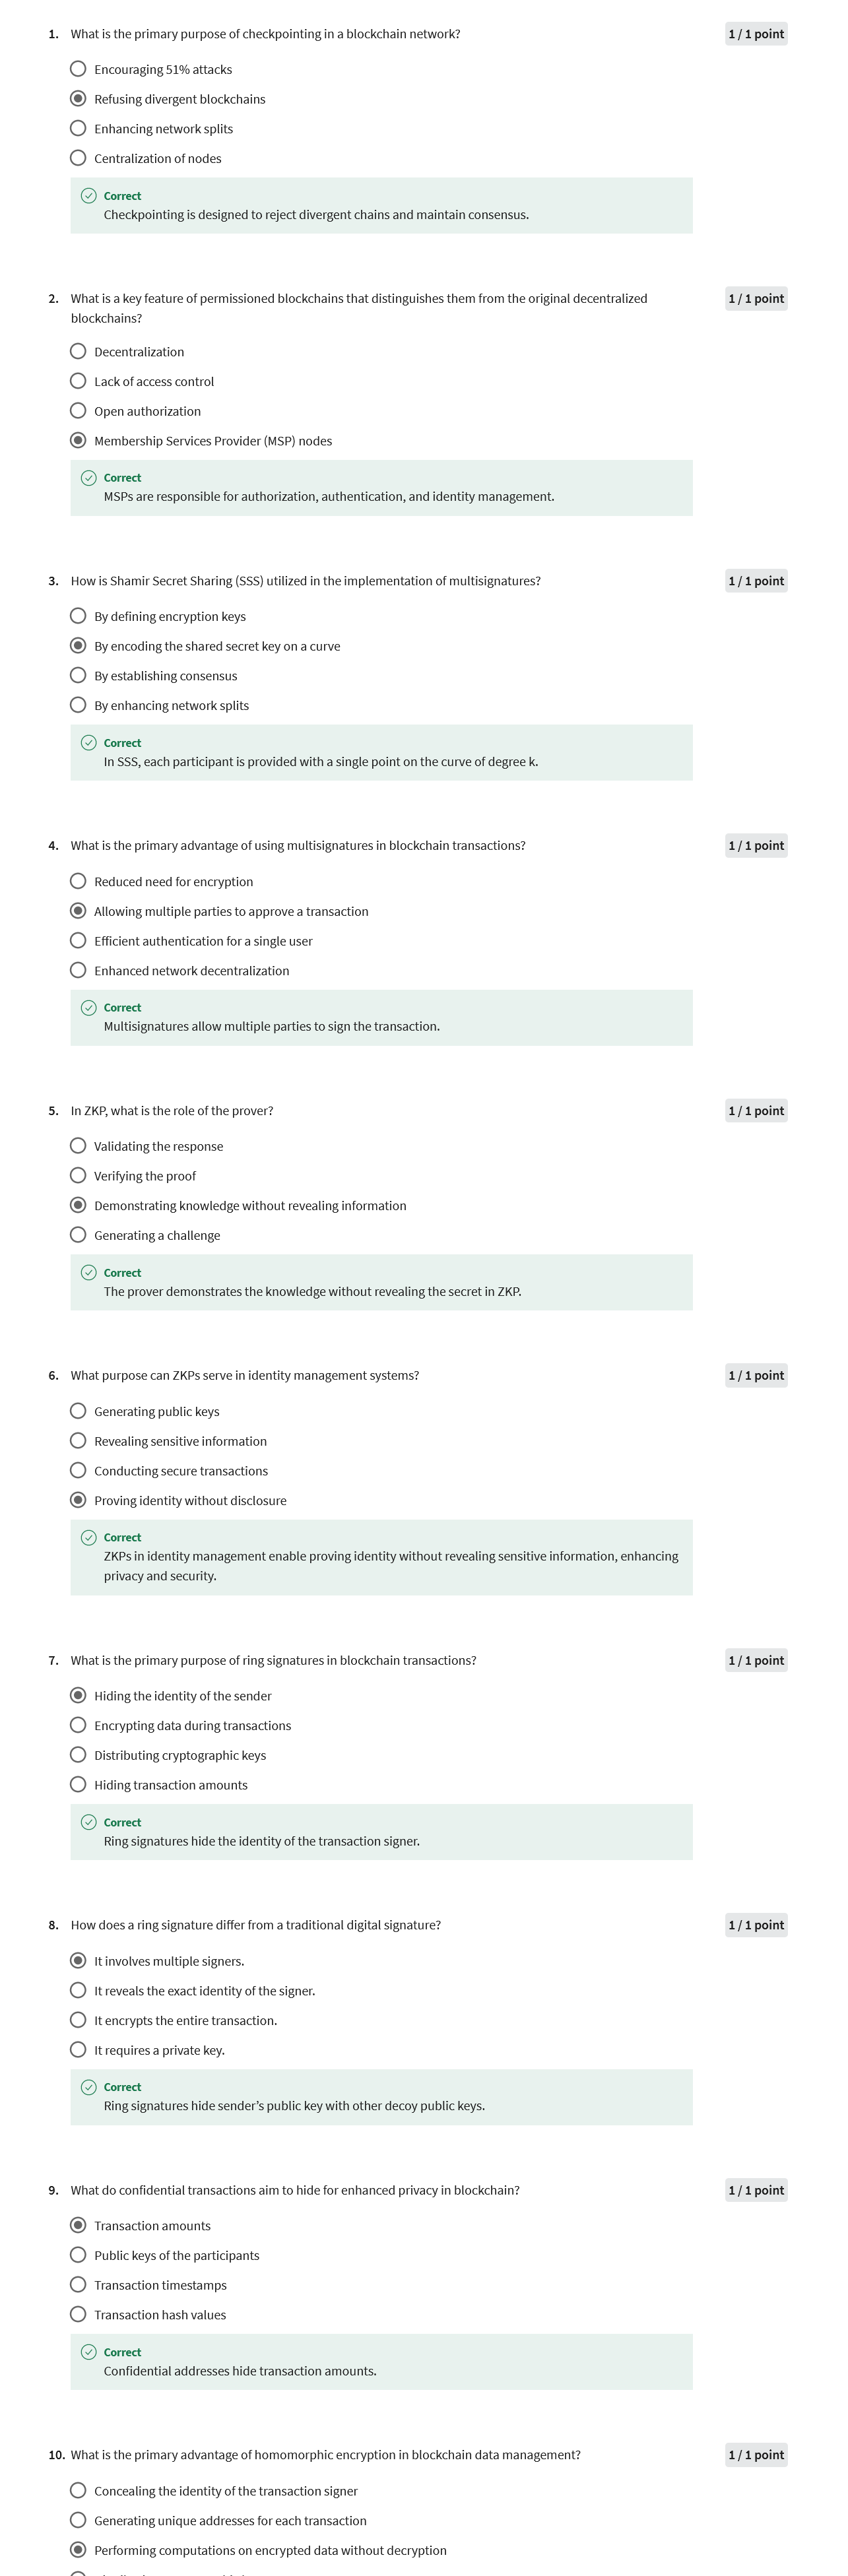 1. What is the primary purpose of checkpointing in a blockchain network?
1 / 1 point
Encouraging 51% attacks
Refusing divergent blockchains
Enhancing network splits
Centralization of nodes
Correct
Checkpointing is designed to reject divergent chains and maintain consensus.
2. What is a key feature of permissioned blockchains that distinguishes them from the original decentralized
blockchains?
1 / 1 point
Decentralization
Lack of access control
Open authorization
Membership Services Provider (MSP) nodes
Correct
MSPs are responsible for authorization, authentication, and identity management.
3. How is Shamir Secret Sharing (SSS) utilized in the implementation of multisignatures?
1 / 1 point
By defining encryption keys
By encoding the shared secret key on a curve
By establishing consensus
By enhancing network splits
Correct
In SSS, each participant is provided with a single point on the curve of degree k.
4. What is the primary advantage of using multisignatures in blockchain transactions?
1 / 1 point
Reduced need for encryption
Allowing multiple parties to approve a transaction
Efficient authentication for a single user
Enhanced network decentralization
Correct
Multisignatures allow multiple parties to sign the transaction.
5. In ZKP, what is the role of the prover?
1 / 1 point
Validating the response
Verifying the proof
Demonstrating knowledge without revealing information
Generating a challenge
Correct
The prover demonstrates the knowledge without revealing the secret in ZKP.
6. What purpose can ZKPs serve in identity management systems?
1 / 1 point
Generating public keys
Revealing sensitive information
Conducting secure transactions
Proving identity without disclosure
Correct
ZKPs in identity management enable proving identity without revealing sensitive information, enhancing
privacy and security.
7. What is the primary purpose of ring signatures in blockchain transactions?
1 / 1 point
Hiding the identity of the sender
Encrypting data during transactions
Distributing cryptographic keys
Hiding transaction amounts
Correct
Ring signatures hide the identity of the transaction signer.
8. How does a ring signature differ from a traditional digital signature?
1 / 1 point
It involves multiple signers.
It reveals the exact identity of the signer.
It encrypts the entire transaction.
It requires a private key.
Correct
Ring signatures hide sender’s public key with other decoy public keys.
9. What do confidential transactions aim to hide for enhanced privacy in blockchain?
1 / 1 point
Transaction amounts
Public keys of the participants
Transaction timestamps
Transaction hash values
Correct
Confidential addresses hide transaction amounts.
10. What is the primary advantage of homomorphic encryption in blockchain data management?
1 / 1 point
Concealing the identity of the transaction signer
Generating unique addresses for each transaction
Performing computations on encrypted data without decryption